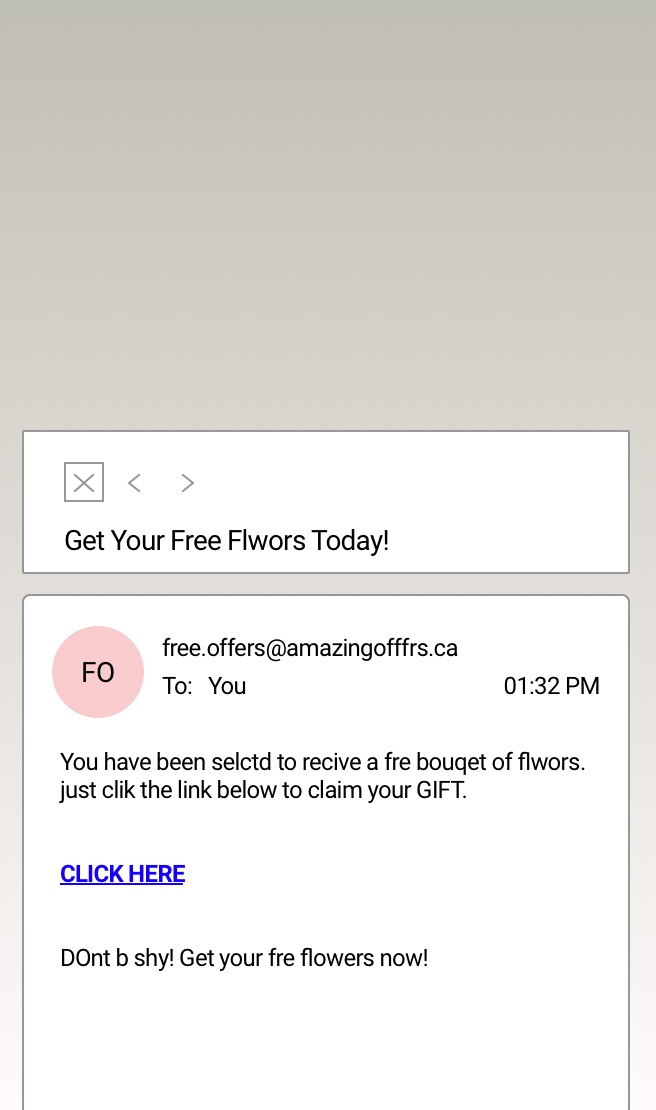 Get Your Free Flwors Today!
FO
free.offers@amazingofffrs.ca
To: You
01:32 PM
You have been selctd to recive a fre bouqet of flwors.
just clik the link below to claim your GIFT.
CLICK HERE
DOnt b shy! Get your fre flowers now!